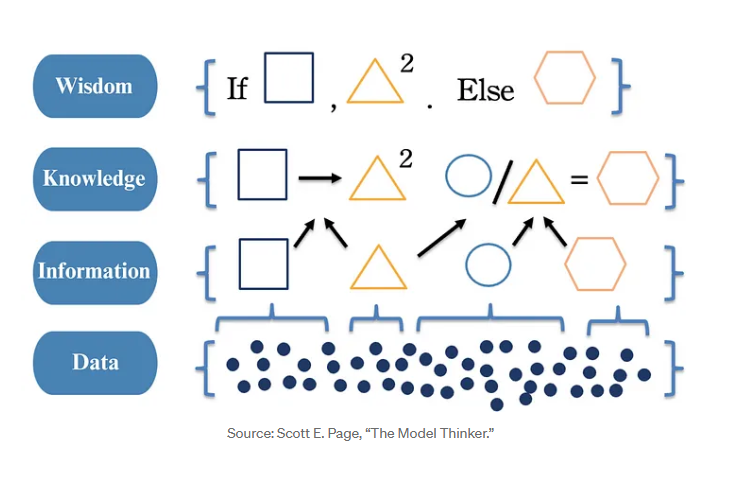 Wisdom
{ If , 2 . Else }
Knowledge
{ 2 / = }
Information
{ }
Data
{ }
Source: Scott E. Page, “The Model Thinker.”